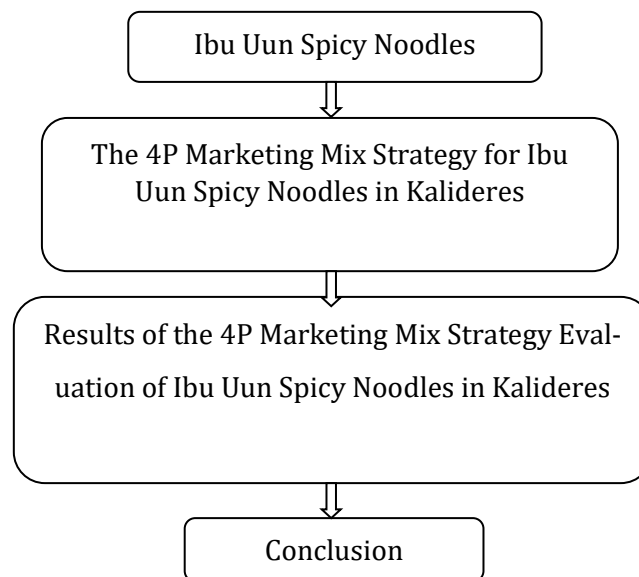 Ibu Uun Spicy Noodles
The 4P Marketing Mix Strategy for Ibu
Uun Spicy Noodles in Kalideres
Results of the 4P Marketing Mix Strategy Eval-
uation of Ibu Uun Spicy Noodles in Kalideres
Conclusion